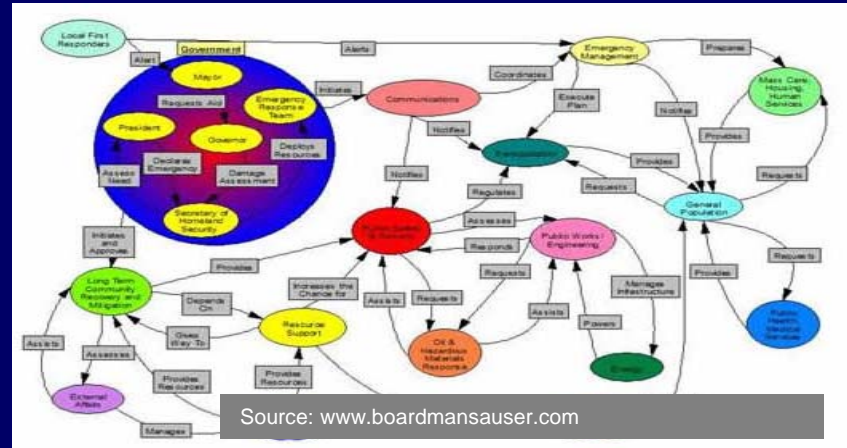 Local First
Responders
Alert
Government
Alerts
Emergency
Management
Prepares
Mayor
Mass Care,
Housing,
Human
Services
Requests Aid
Emergency
Response
Team
Initiates
Communications
Coordinates
Execute
Plan
Notifies
President
Governor
Deploys
Resources
Notifies
Provides
Requests
Assess
Need
Declares
Emergency
Damage
Assessment
Transportation
Provides
Requests
Notifies
Regulates
Secretary of
Homeland
Security
General
Population
Assesses
Public Works /
Engineering
Responds
Initiates
and
Approves
Provides
Requests
Provides
Requests
Long Term
Community
Recovery and
Mitigation
Increases the
Chance for
Assists
Requests
Manages
Infrastructure
Depends
On
Assists
Powers
Public
Health,
Medical
Services
Gives
Way To
Resource
Support
Oil &
Hazardous
Materials
Response
Energy
Assists
Assesses
Provides
Resources
Provides
Resources
External
Affairs
Manages
Source: www.boardmansauser.com